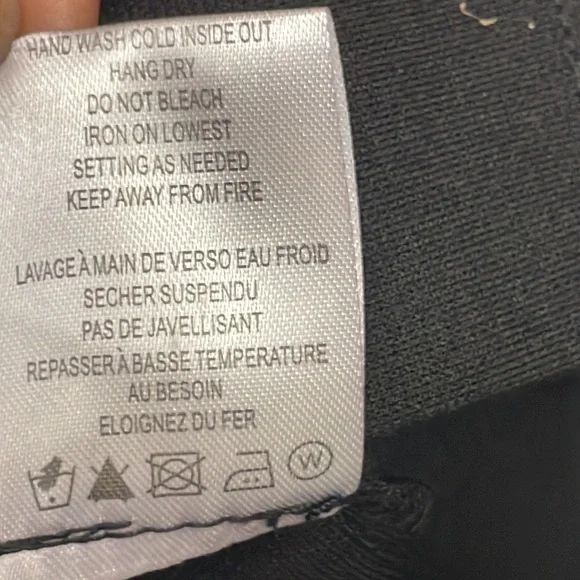 HAND WASH COLD INSIDE OUT
HANG DRY
DO NOT BLEACH
IRON ON LOWEST
SETTING AS NEEDED
KEEP AWAY FROM FIRE
LAVAGE À MAIN DE VERSO EAU FROID
SECHER SUSPENDU
PAS DE JAVELLISANT
REPASSER À BASSE TEMPERATURE
AU BESOIN
ELOIGNEZ DU FER
W